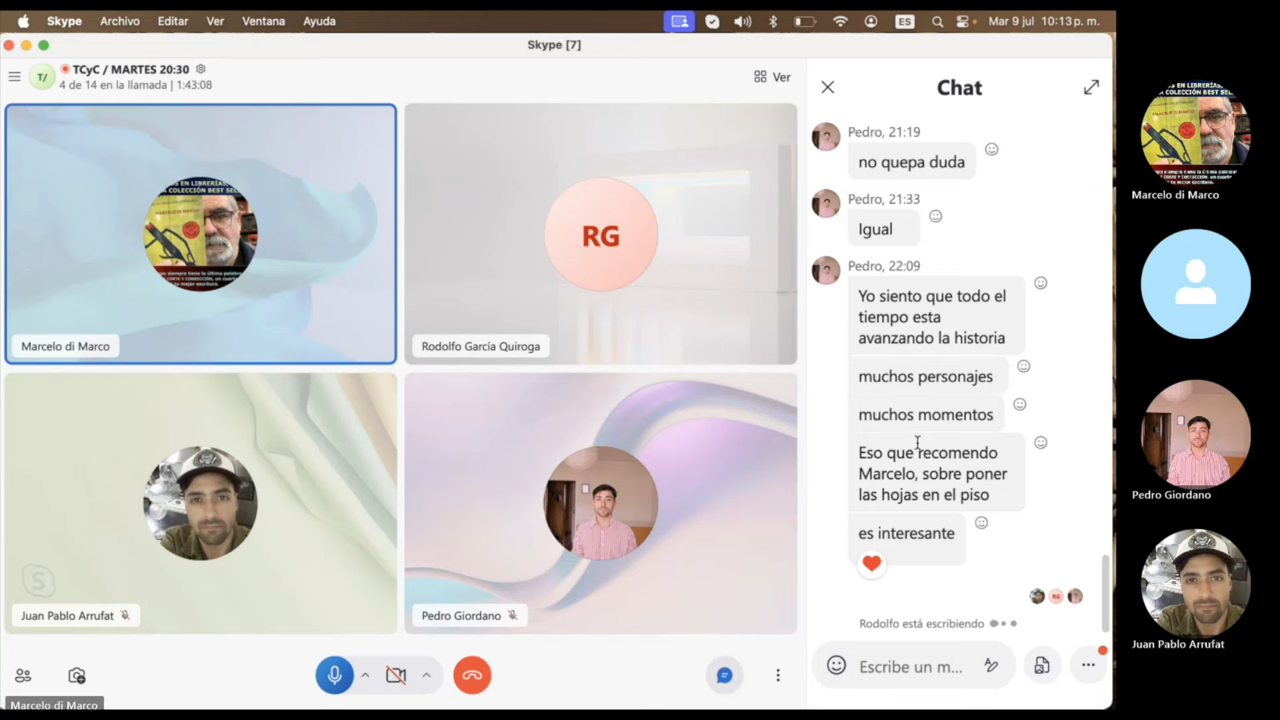 Skype Archivo Editar Ver Ventana Ayuda
ES
Mar 9 jul 10:13 p. m.
Skype [7]
T/
TCyC / MARTES 20:30
4 de 14 en la llamada | 1:43:08
Ver
Marcelo di Marco
RG
Rodolfo García Quiroga
Juan Pablo Arrufat
Pedro Giordano
Marcelo di Marco
Chat
Pedro, 21:19
no quepa duda
Pedro, 21:33
Igual
Pedro, 22:09
Yo siento que todo el
tiempo esta
avanzando la historia
muchos personajes
muchos momentos
Eso que recomendo
Marcelo, sobre poner
las hojas en el piso
es interesante
RG
Rodolfo está escribiendo
Escribe un m...
Marcelo di Marco
Pedro Giordano
Juan Pablo Arrufat